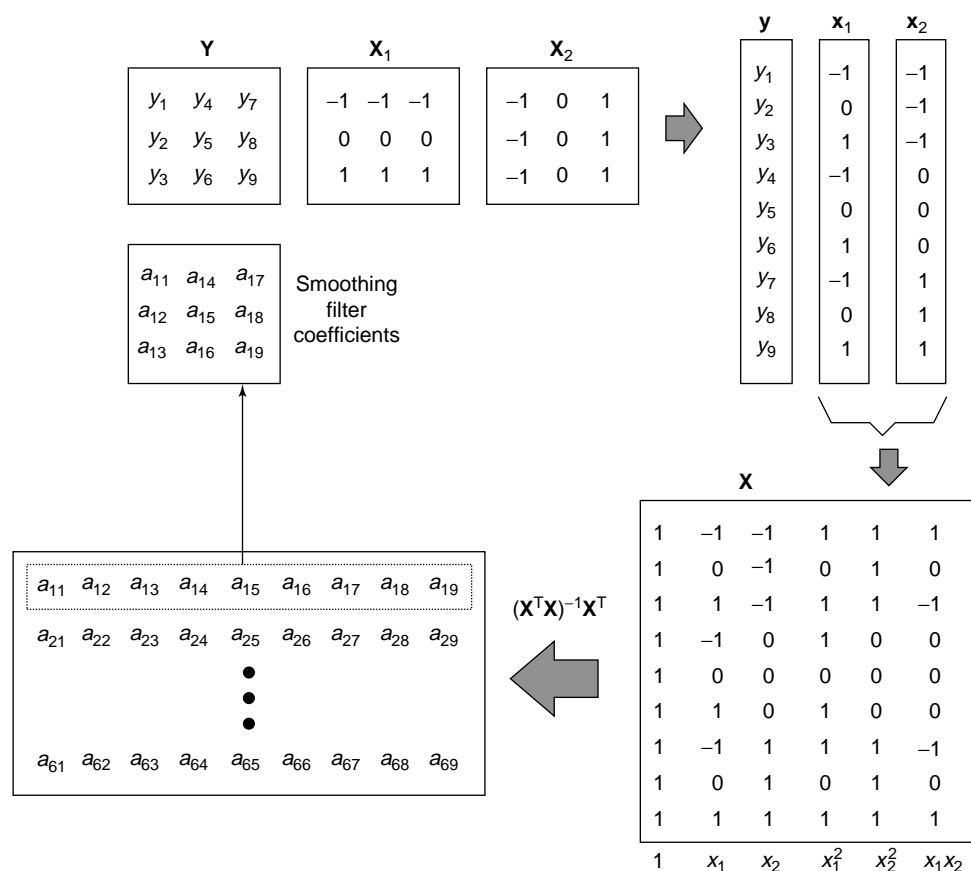 Y
y₁ y₄ y₇
y₂ y₅ y₈
y₃ y₆ y₉
X₁
–1 –1 –1
0 0 0
1 1 1
X₂
–1 0 1
–1 0 1
–1 0 1
y x₁ x₂
y₁ –1 –1
y₂ 0 –1
y₃ 1 –1
y₄ –1 0
y₅ 0 0
y₆ 1 0
y₇ –1 1
y₈ 0 1
y₉ 1 1
a₁₁ a₁₄ a₁₇
a₁₂ a₁₅ a₁₈
a₁₃ a₁₆ a₁₉
Smoothing
filter
coefficients
X
1 –1 –1 1 1 1
1 0 –1 0 1 0
1 1 –1 1 1 –1
1 –1 0 1 0 0
1 0 0 0 0 0
1 1 0 1 0 0
1 –1 1 1 1 –1
1 0 1 0 1 0
1 1 1 1 1 1
1 x₁ x₂ x₁² x₂² x₁x₂
(XᵀX)⁻¹Xᵀ
a₁₁ a₁₂ a₁₃ a₁₄ a₁₅ a₁₆ a₁₇ a₁₈ a₁₉
a₂₁ a₂₂ a₂₃ a₂₄ a₂₅ a₂₆ a₂₇ a₂₈ a₂₉
a₆₁ a₆₂ a₆₃ a₆₄ a₆₅ a₆₆ a₆₇ a₆₈ a₆₉